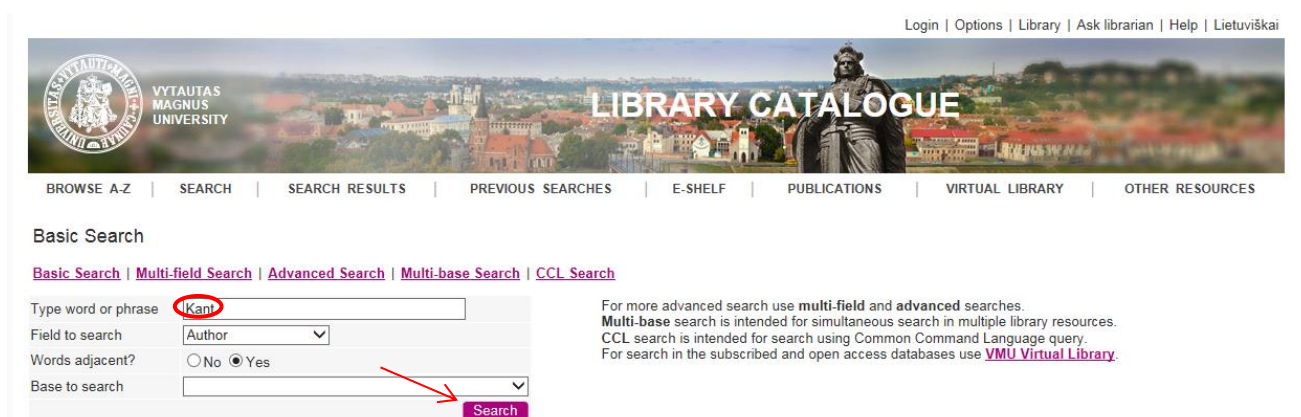 Login | Options | Library | Ask librarian | Help | Lietuviškai
VYTAUTAS
MAGNUS
UNIVERSITY
LIBRARY CATALOGUE
BROWSE A-Z | SEARCH | SEARCH RESULTS | PREVIOUS SEARCHES | E-SHELF | PUBLICATIONS | VIRTUAL LIBRARY | OTHER RESOURCES
Basic Search
Basic Search | Multi-field Search | Advanced Search | Multi-base Search | CCL Search
Type word or phrase Kant
Field to search Author
Words adjacent? No Yes
Base to search
Search
For more advanced search use multi-field and advanced searches.
Multi-base search is intended for simultaneous search in multiple library resources.
CCL search is intended for search using Common Command Language query.
For search in the subscribed and open access databases use VMU Virtual Library.